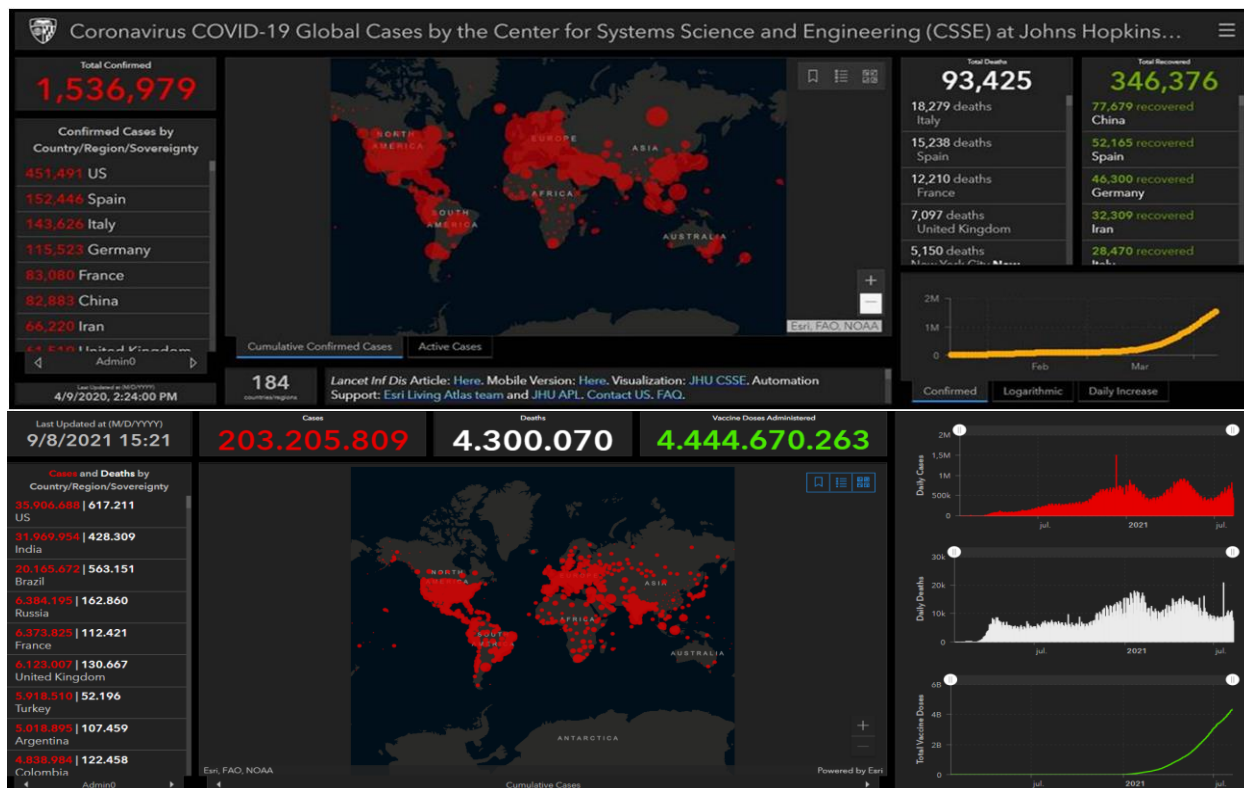 Coronavirus COVID-19 Global Cases by the Center for Systems Science and Engineering (CSSE) at Johns Hopkins...
Total Confirmed
1,536,979
Confirmed Cases by
Country/Region/Sovereignty
451,491 US
152,446 Spain
143,626 Italy
115,523 Germany
83,080 France
82,883 China
66,220 Iran
61,519 United Kingdom
Admin0
Last Updated at (M/D/YYYY)
4/9/2020, 2:24:00 PM
NORTH
AMERICA
EUROPE
ASIA
AFRICA
SOUTH
AMERICA
AUSTRALIA
+
−
Esri, FAO, NOAA
Cumulative Confirmed Cases
Active Cases
184
countries/regions
Lancet Inf Dis Article: Here. Mobile Version: Here. Visualization: JHU CSSE. Automation
Support: Esri Living Atlas team and JHU APL. Contact US. FAQ.
Total Deaths
93,425
18,279 deaths
Italy
15,238 deaths
Spain
12,210 deaths
France
7,097 deaths
United Kingdom
5,150 deaths
New York City New
Total Recovered
346,376
77,679 recovered
China
52,165 recovered
Spain
46,300 recovered
Germany
32,309 recovered
Iran
28,470 recovered
Italy
2M
1M
0
Feb
Mar
Confirmed
Logarithmic
Daily Increase
Last Updated at (M/D/YYYY)
9/8/2021 15:21
Cases
203.205.809
Deaths
4.300.070
Vaccine Doses Administered
4.444.670.263
Cases and Deaths by
Country/Region/Sovereignty
35.906.688 | 617.211
US
31.969.954 | 428.309
India
20.165.672 | 563.151
Brazil
6.384.195 | 162.860
Russia
6.373.825 | 112.421
France
6.123.007 | 130.667
United Kingdom
5.918.510 | 52.196
Turkey
5.018.895 | 107.459
Argentina
4.838.984 | 122.458
Colombia
Admin0
NORTH
AMERICA
EUROPE
ASIA
AFRICA
SOUTH
AMERICA
AUSTRALIA
ANTARCTICA
+
−
Esri, FAO, NOAA
Powered by Esri
Cumulative Cases
Daily Cases
2M
1,5M
1M
500k
0
jul.
2021
jul.
Daily Deaths
30k
20k
10k
0
jul.
2021
jul.
Total Vaccine Doses
6B
4B
2B
0
jul.
2021
jul.